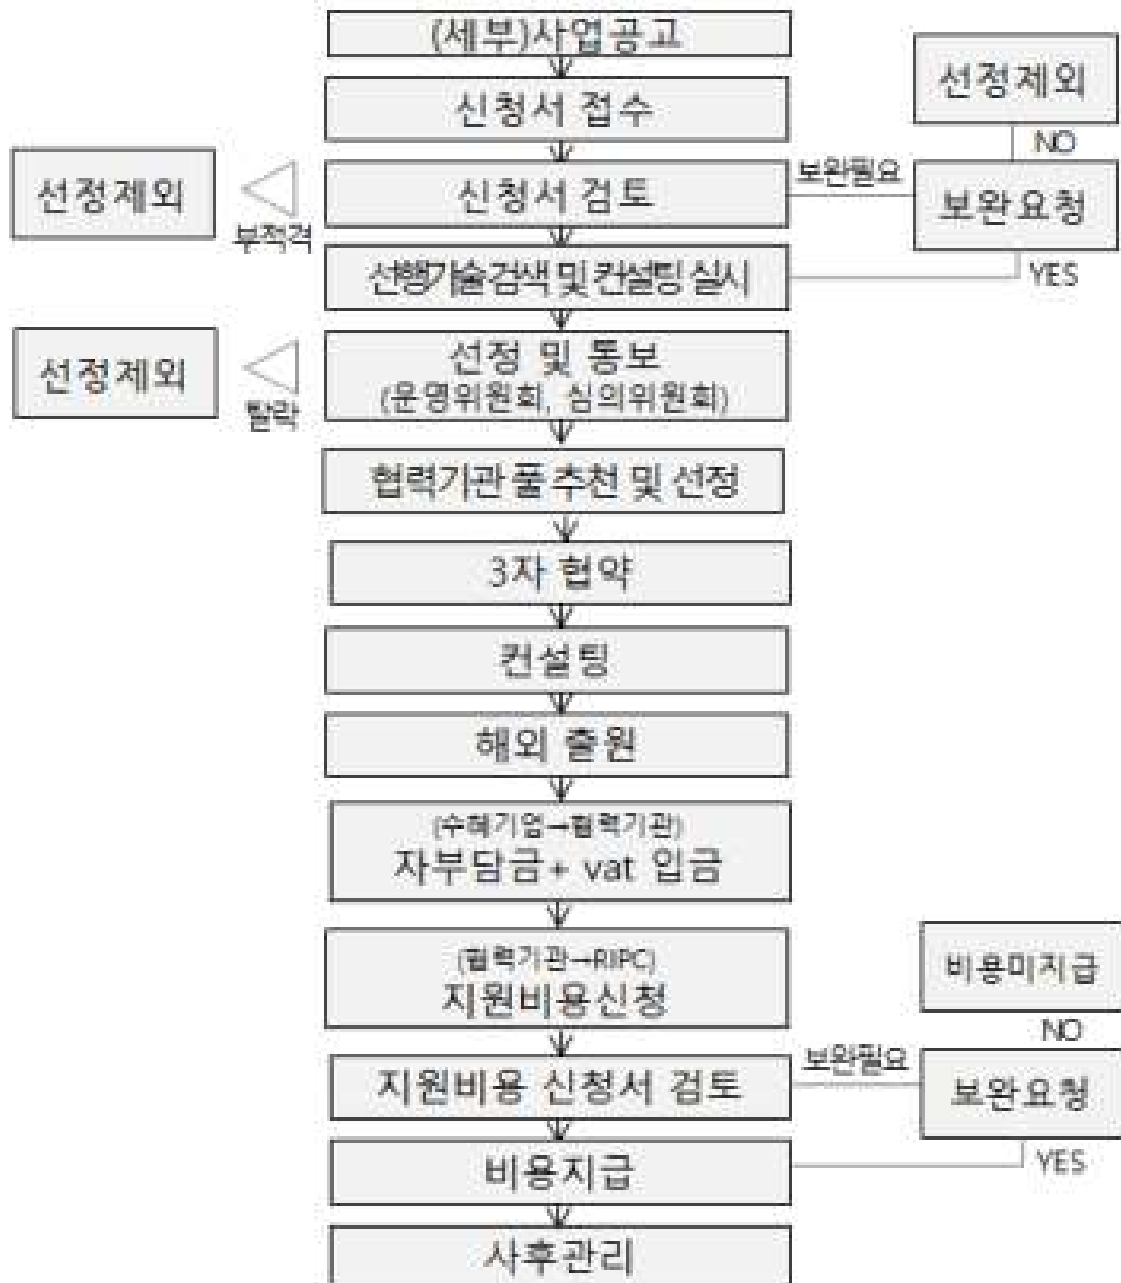 (세부)사업공고
선정제외
신청서 접수
NO
선정제외
부적격
신청서 검토
보완필요
보완요청
YES
선행기술검색 및 컨설팅 실시
선정제외
탈락
선정 및 통보
(운영위원회, 심의위원회)
협력기관 풀 추천 및 선정
3자 협약
컨설팅
해외 출원
(수혜기업→협력기관)
자부담금+ vat 입금
(협력기관→RIPC)
지원비용신청
비용미지급
NO
지원비용 신청서 검토
보완필요
보완요청
YES
비용지급
사후관리